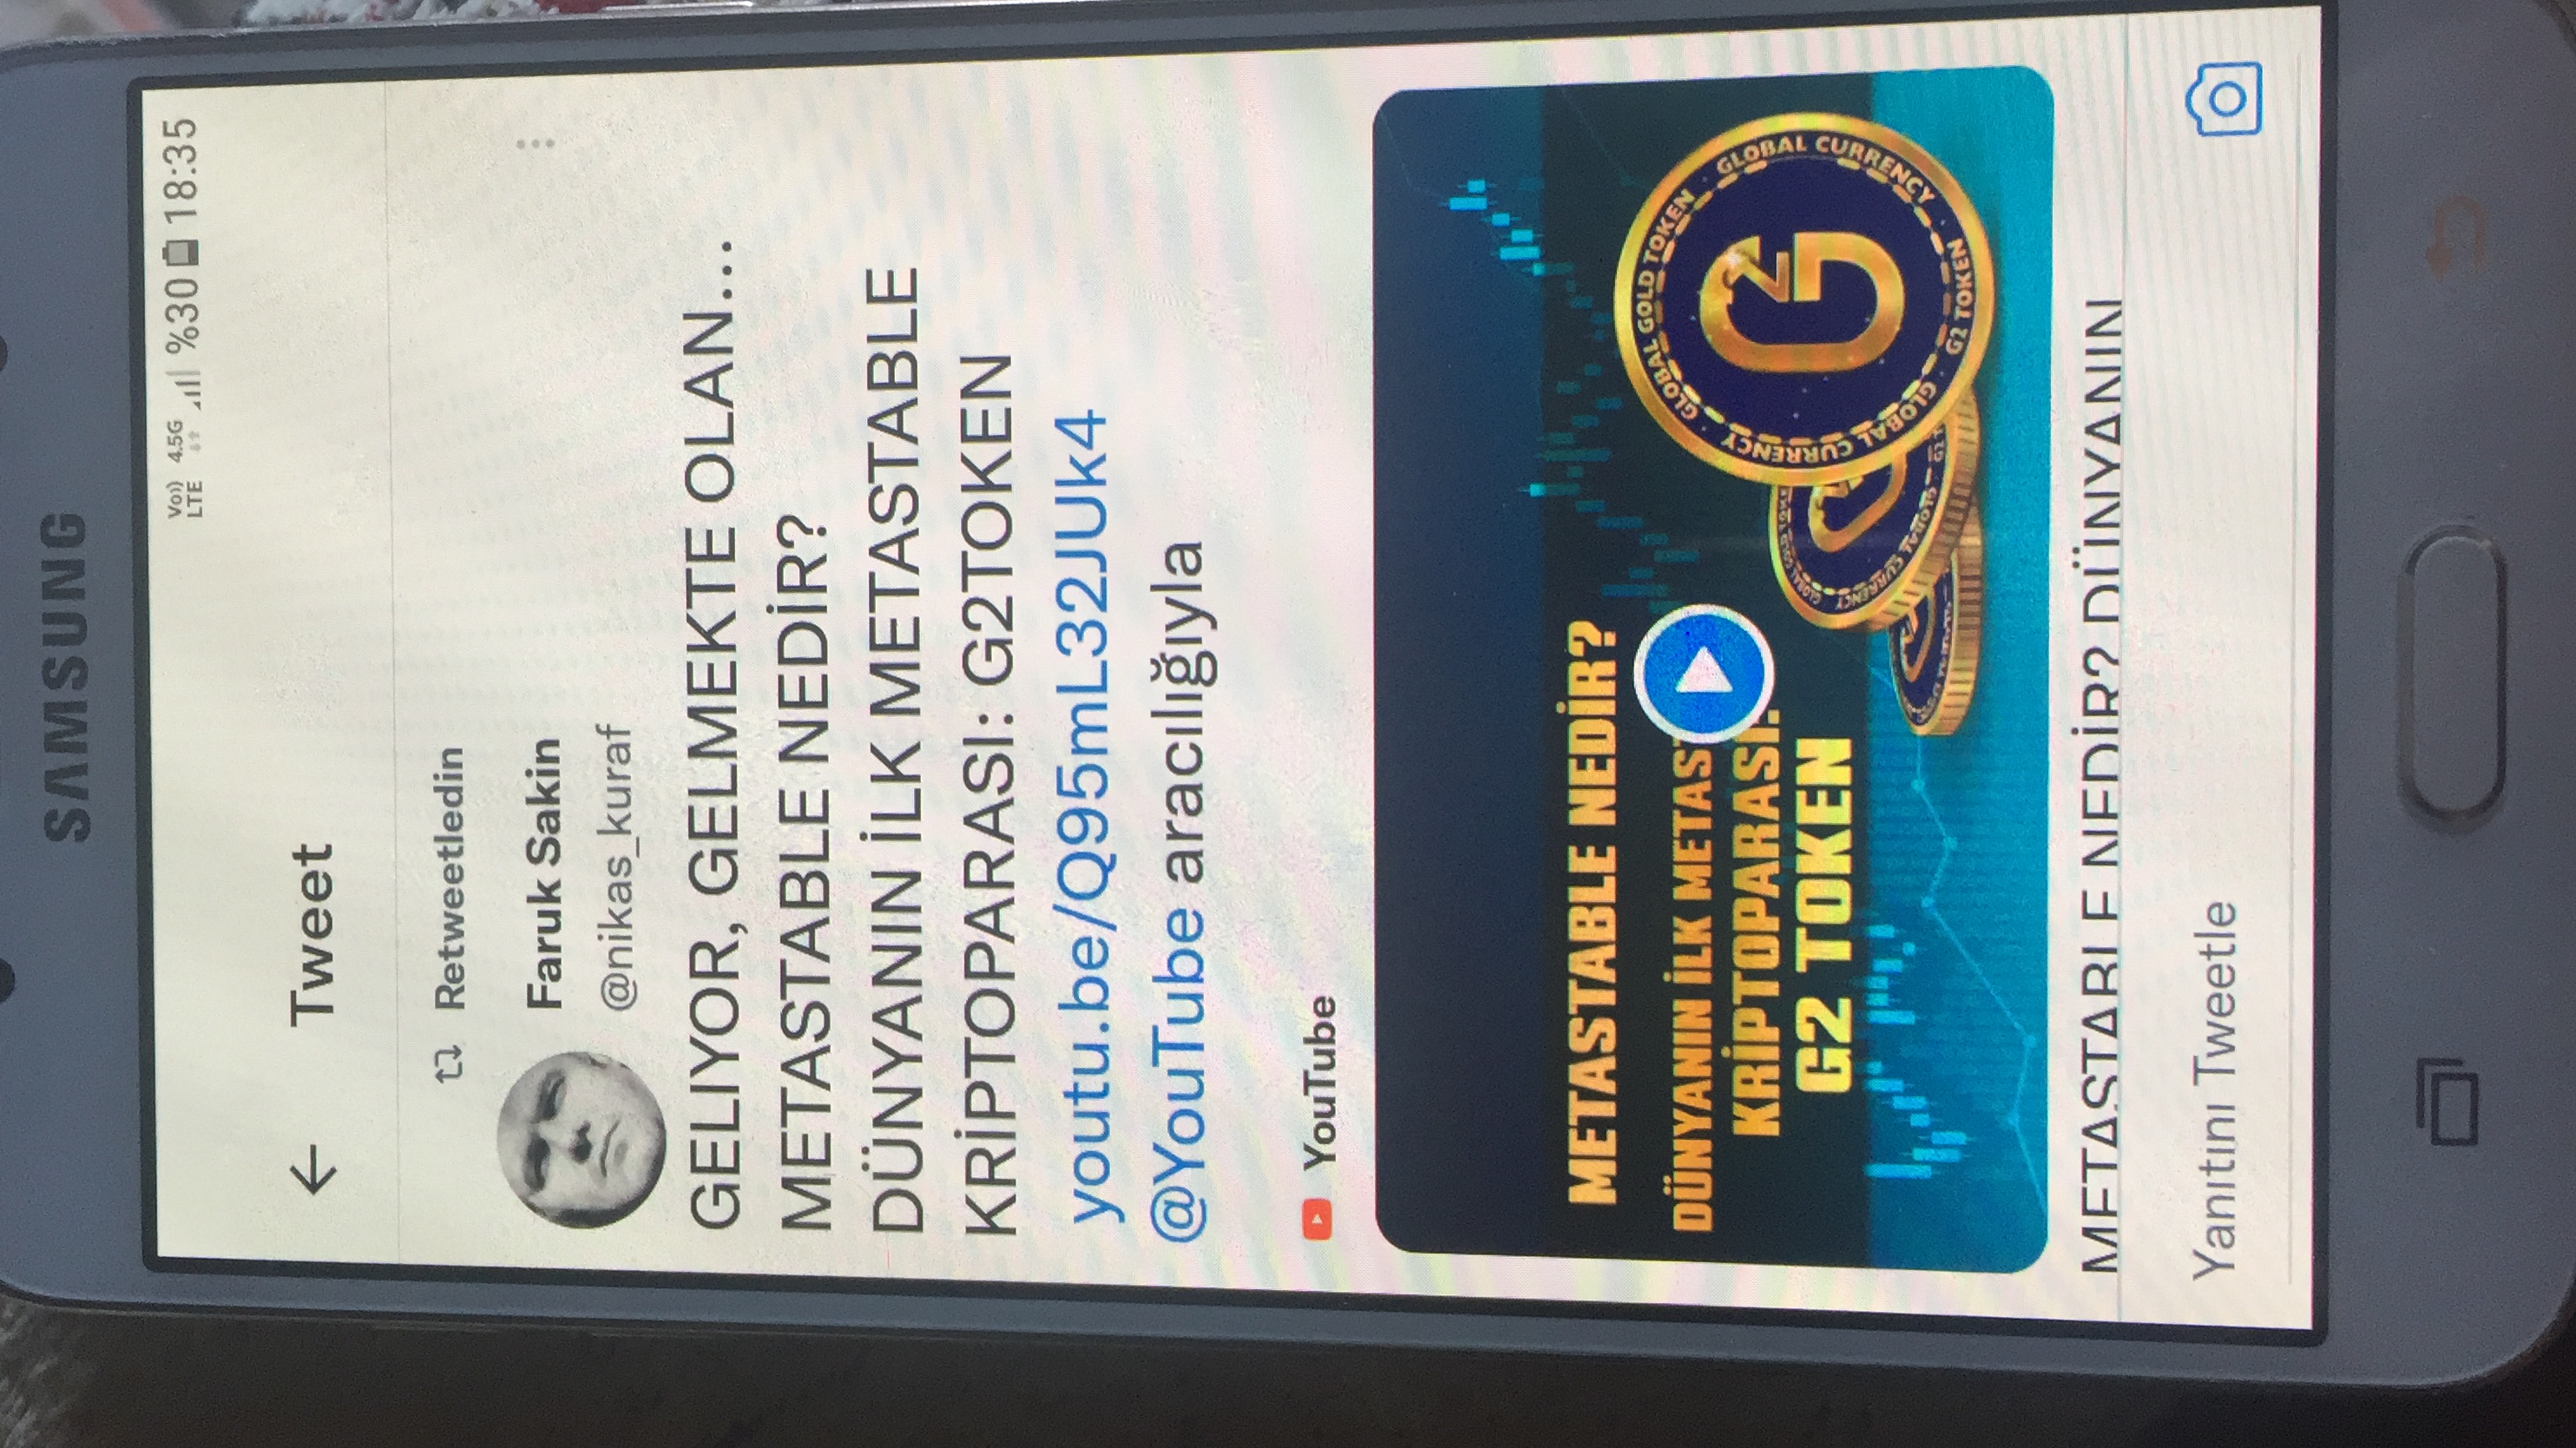 SAMSUNG
Vo)) LTE 4.5G %30 18:35
Tweet
Retweetledin
Faruk Sakin
@nikas_kuraf
GELIYOR, GELMEKTE OLAN...
METASTABLE NEDİR?
DÜNYANIN İLK METASTABLE
KRİPTOPARASI: G2TOKEN
youtu.be/Q95mL32JUk4
@YouTube aracılığıyla
YouTube
METASTABLE NEDİR?
DÜNYANIN İLK METAS
KRİPTOPARASI:
G2 TOKEN
GLOBAL GOLD TOKEN · GLOBAL CURRENCY · G2 TOKEN · GLOBAL CURRENCY
G2
METASTABLE NEDİR? DÜNYANIN
Yanıtını Tweetle